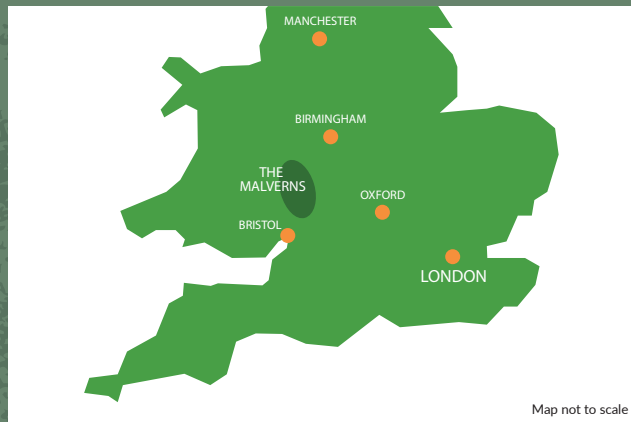 MANCHESTER
BIRMINGHAM
THE
MALVERNS
OXFORD
BRISTOL
LONDON
Map not to scale